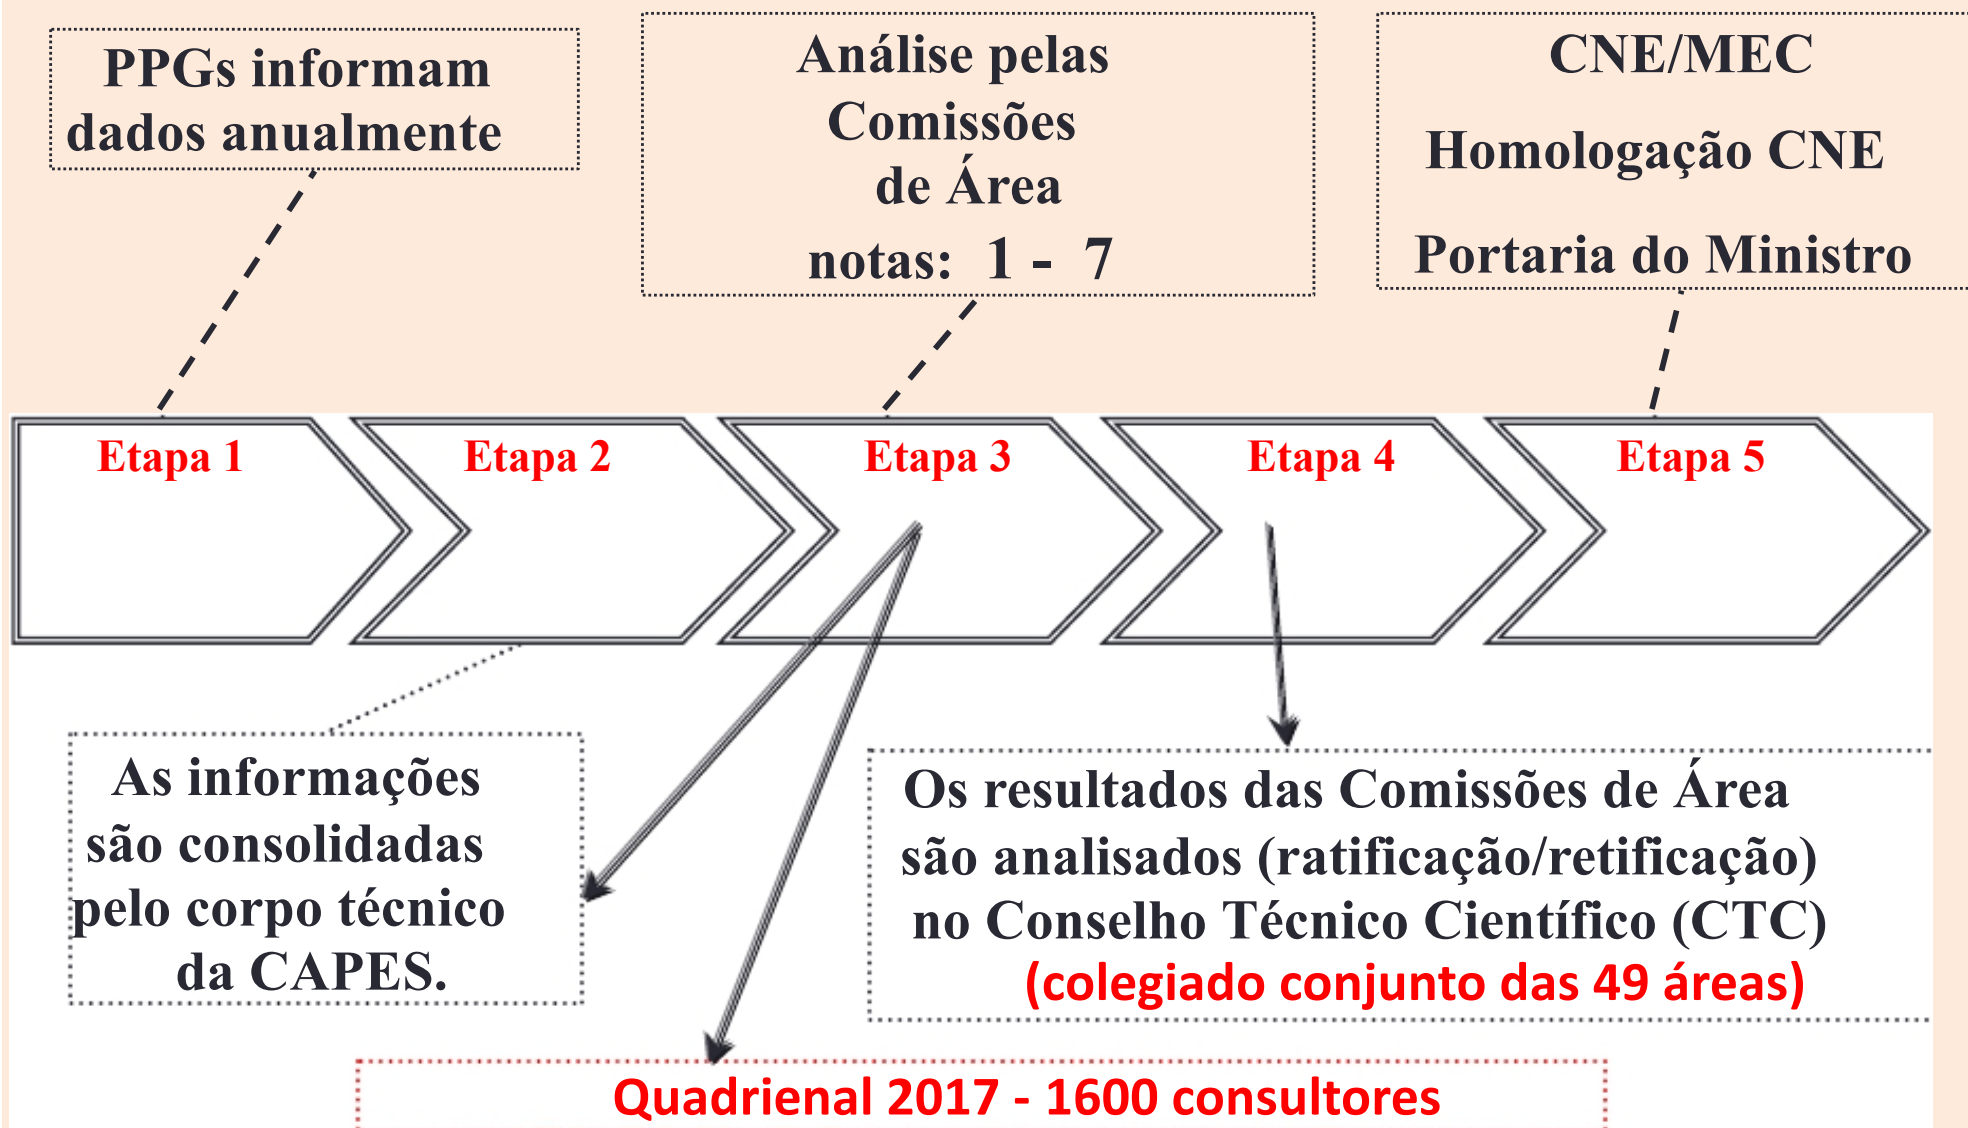 PPGs informam
dados anualmente
Análise pelas
Comissões
de Área
notas: 1 - 7
CNE/MEC
Homologação CNE
Portaria do Ministro
Etapa 1
Etapa 2
Etapa 3
Etapa 4
Etapa 5
As informações
são consolidadas
pelo corpo técnico
da CAPES.
Os resultados das Comissões de Área
são analisados (ratificação/retificação)
no Conselho Técnico Científico (CTC)
(colegiado conjunto das 49 áreas)
Quadrienal 2017 - 1600 consultores